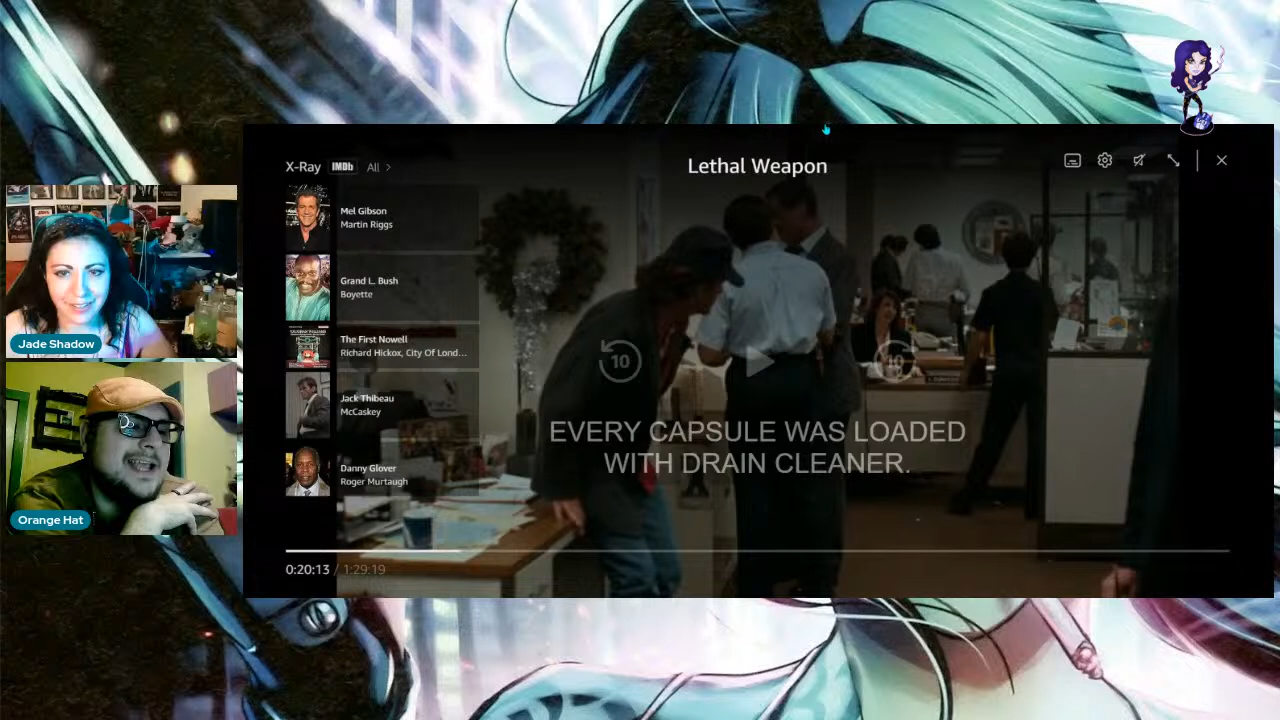 X-Ray IMDb All >
Lethal Weapon
Mel Gibson
Martin Riggs
Grand L. Bush
Boyette
The First Nowell
Richard Hickox, City Of Lond...
Jack Thibeau
McCaskey
Danny Glover
Roger Murtaugh
10
10
EVERY CAPSULE WAS LOADED
WITH DRAIN CLEANER.
0:20:13 / 1:29:19
Jade Shadow
Orange Hat